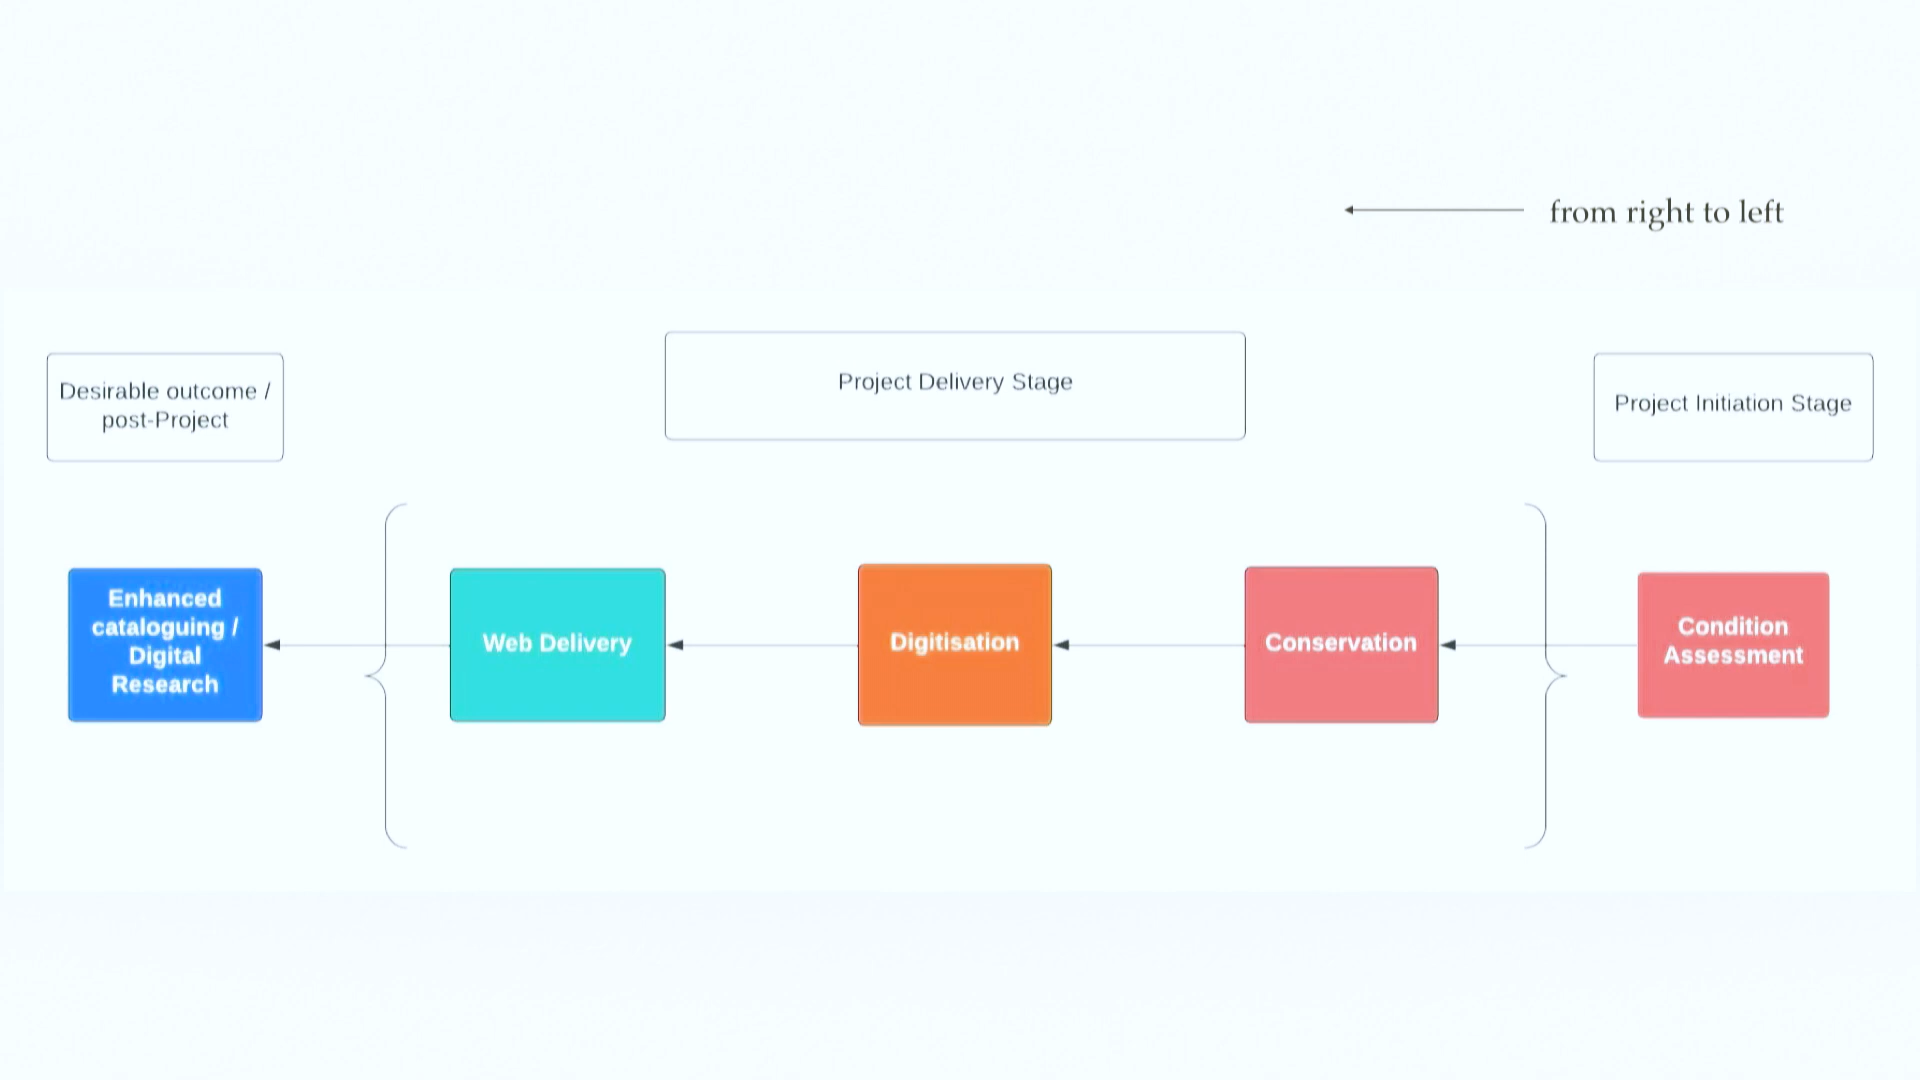 from right to left
Desirable outcome /
post-Project
Project Delivery Stage
Project Initiation Stage
Enhanced
cataloguing /
Digital
Research
Web Delivery
Digitisation
Conservation
Condition
Assessment